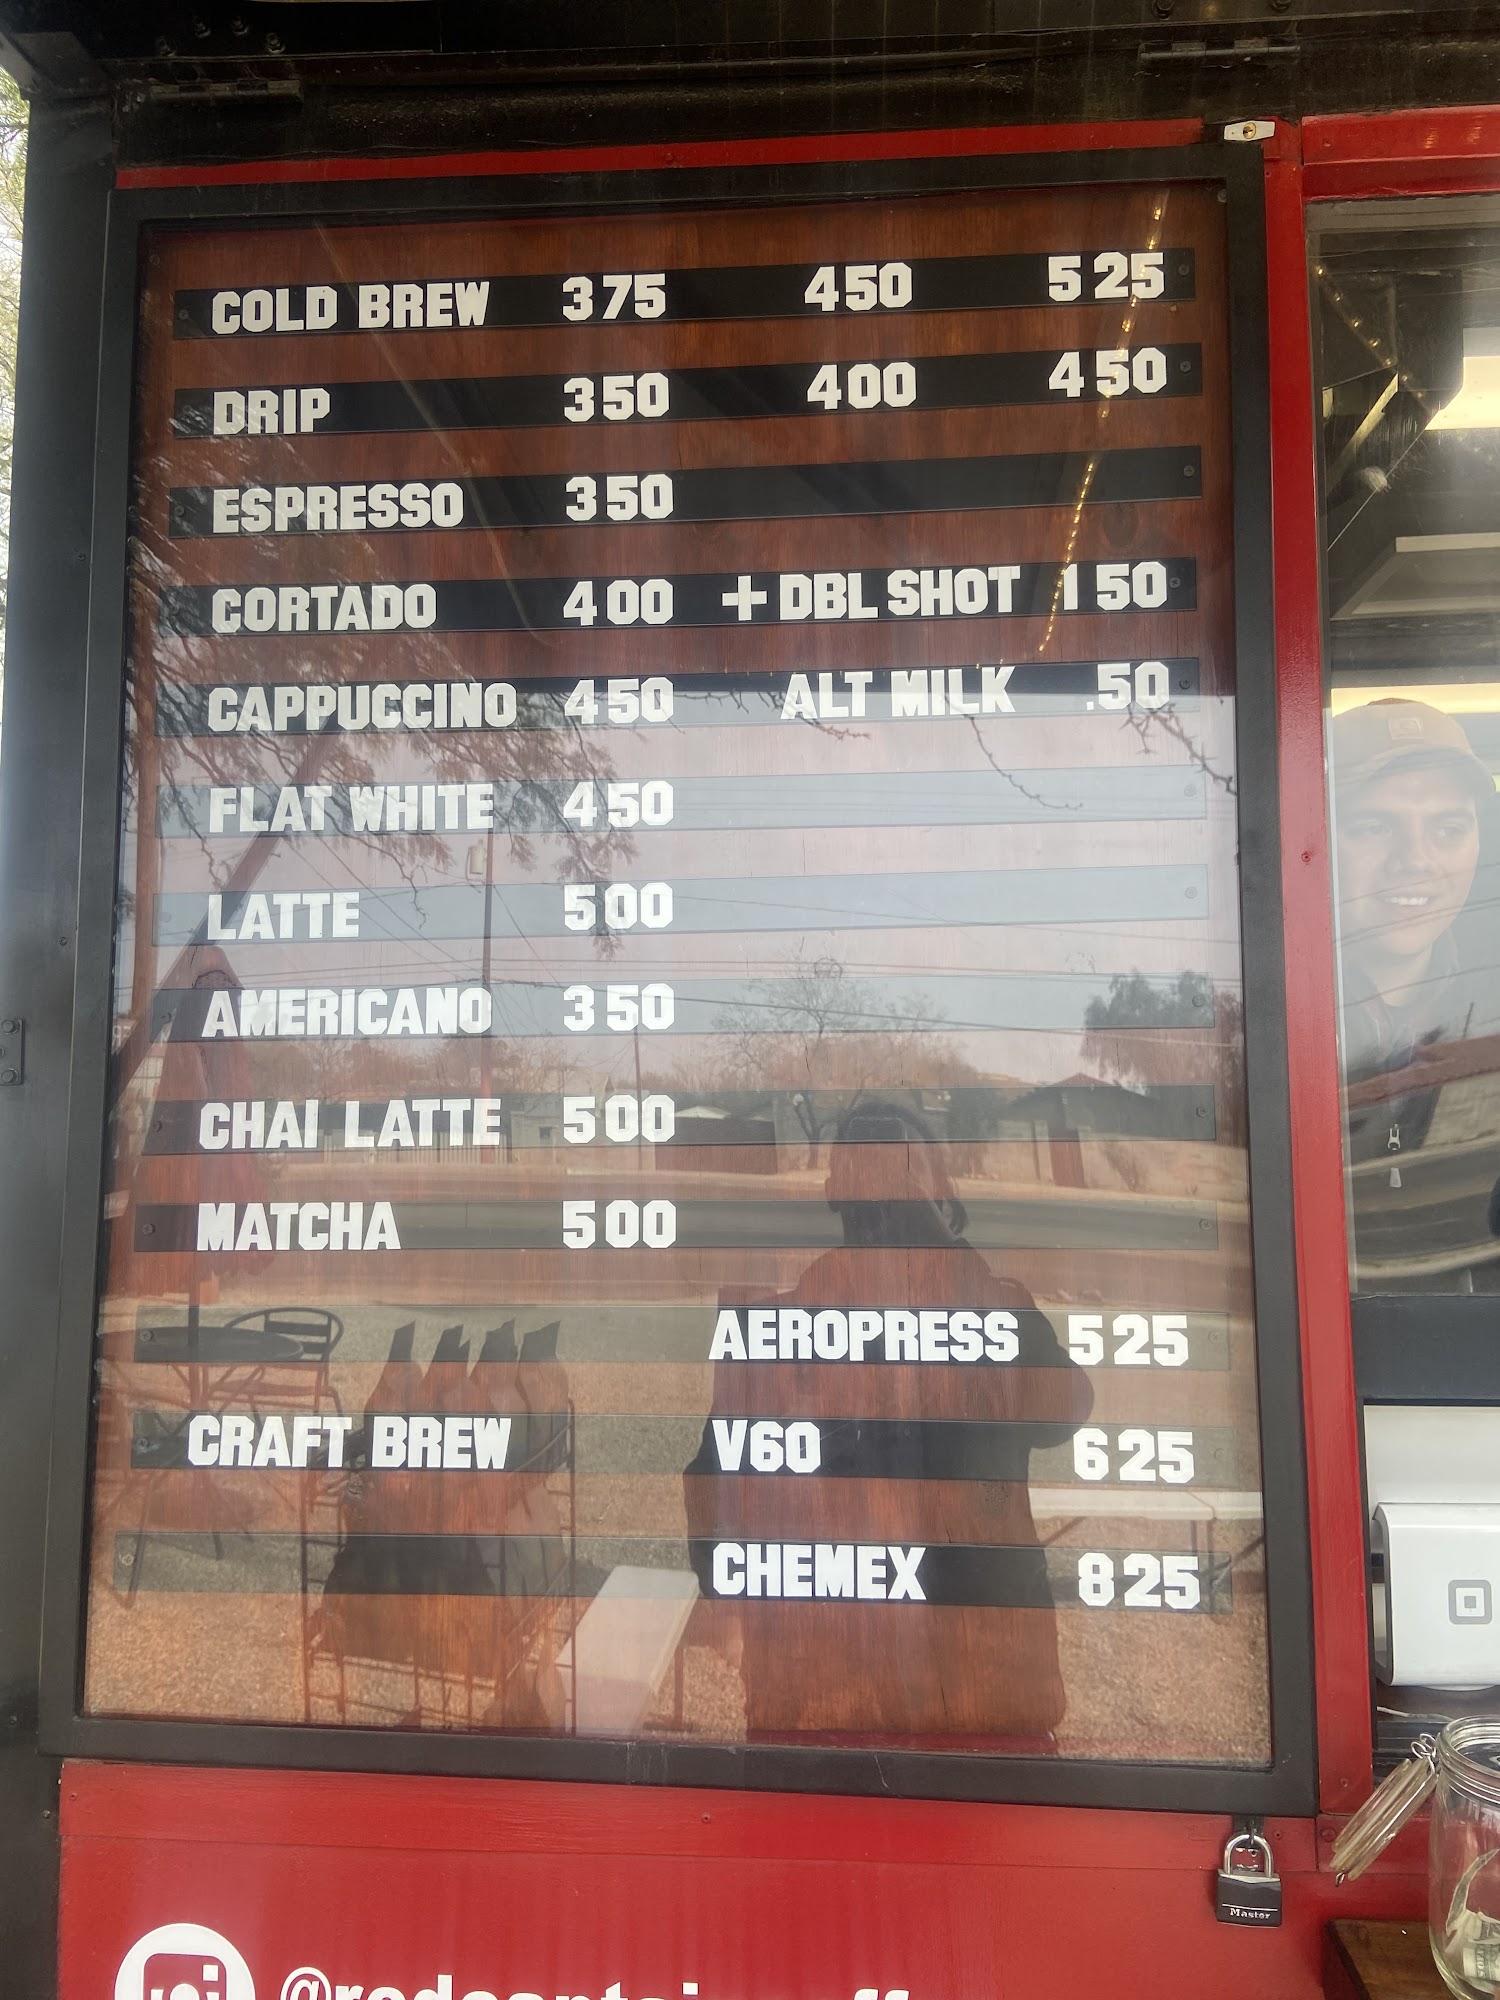 COLD BREW 375 450 525
DRIP 350 400 450
ESPRESSO 350
CORTADO 400 + DBL SHOT 150
CAPPUCCINO 450 ALT MILK .50
FLAT WHITE 450
LATTE 500
AMERICANO 350
CHAI LATTE 500
MATCHA 500
AEROPRESS 525
CRAFT BREW V60 625
CHEMEX 825
Master